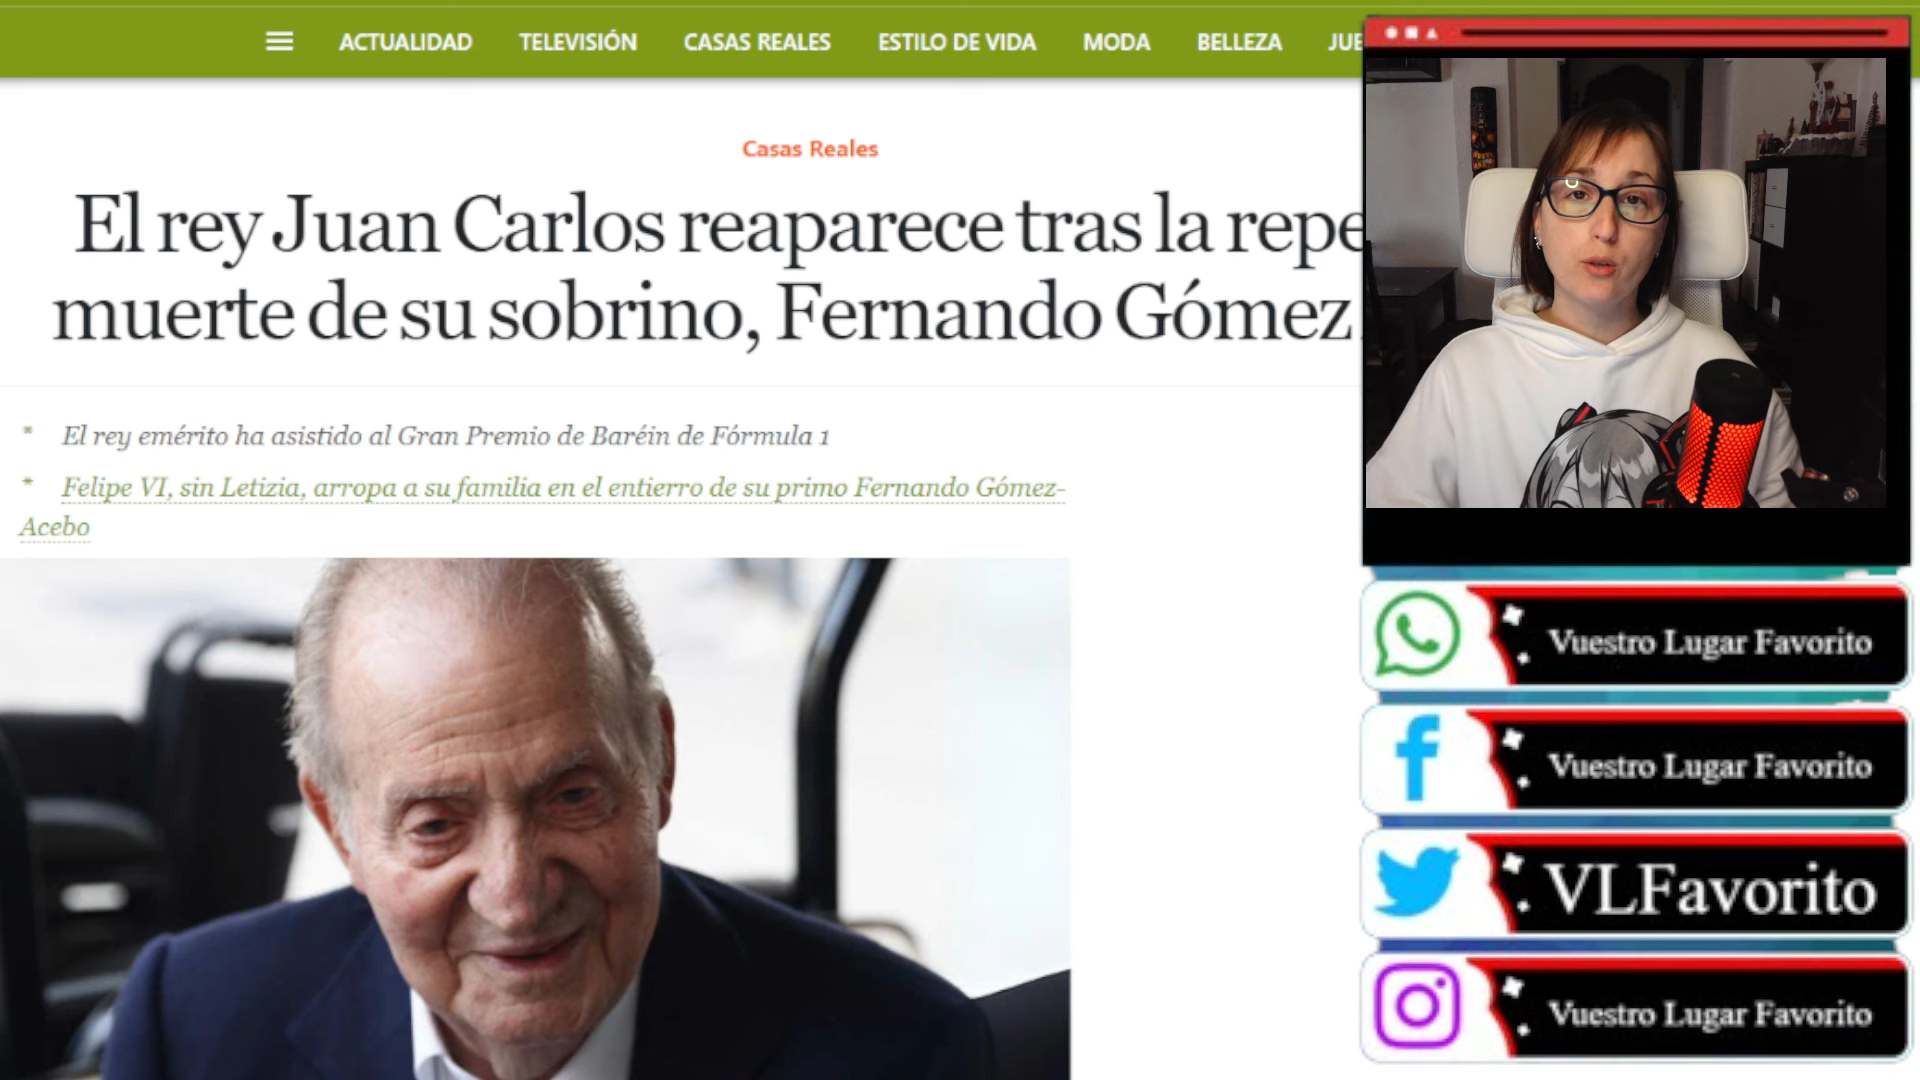 ACTUALIDAD TELEVISIÓN CASAS REALES ESTILO DE VIDA MODA BELLEZA
Casas Reales
El rey Juan Carlos reaparece tras la
muerte de su sobrino, Fernando Gómez
* El rey emérito ha asistido al Gran Premio de Baréin de Fórmula 1
* Felipe VI, sin Letizia, arropa a su familia en el entierro de su primo Fernando Gómez-
Acebo
Vuestro Lugar Favorito
Vuestro Lugar Favorito
VLFavorito
Vuestro Lugar Favorito